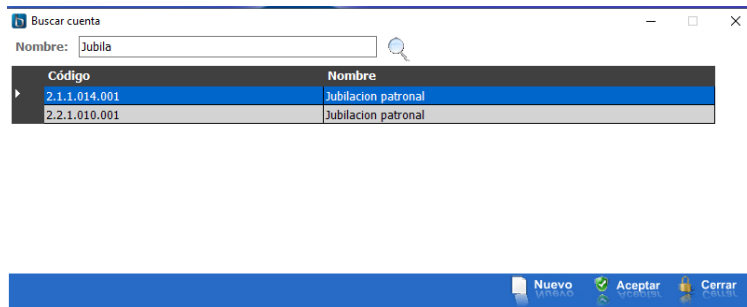 Buscar cuenta
Nombre: Jubila
Código Nombre
2.1.1.014.001 Jubilacion patronal
2.2.1.010.001 Jubilacion patronal
Nuevo Aceptar Cerrar